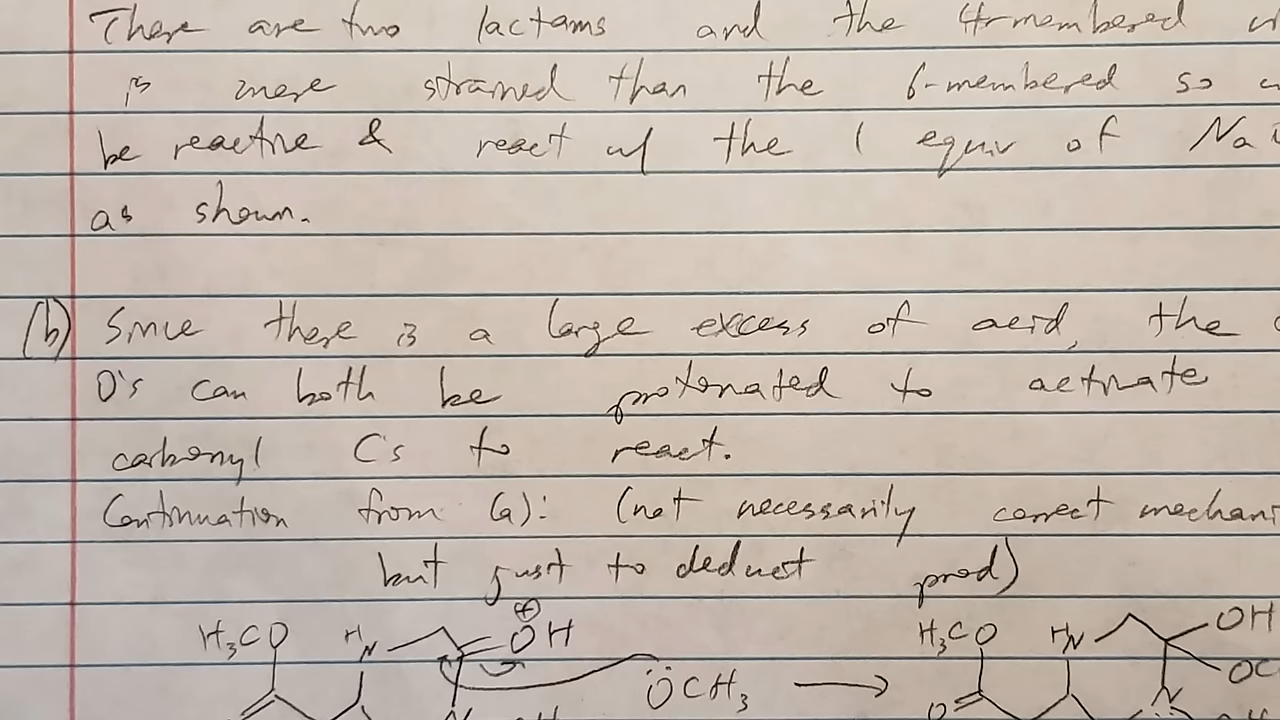 There are two lactams and the 4-membered
is more strained than the 6-membered so
be reactive & react w/ the 1 equiv of Na
as shown.
(b) Since there is a large excess of acid, the
O's can both be protonated to activate
carbonyl C's to react.
Continuation from (a): (not necessarily correct mechani
but just to deduct prod)
H₃CO HN ⊕ OH H₃CO HN OH
ÖCH₃ → OC
O N